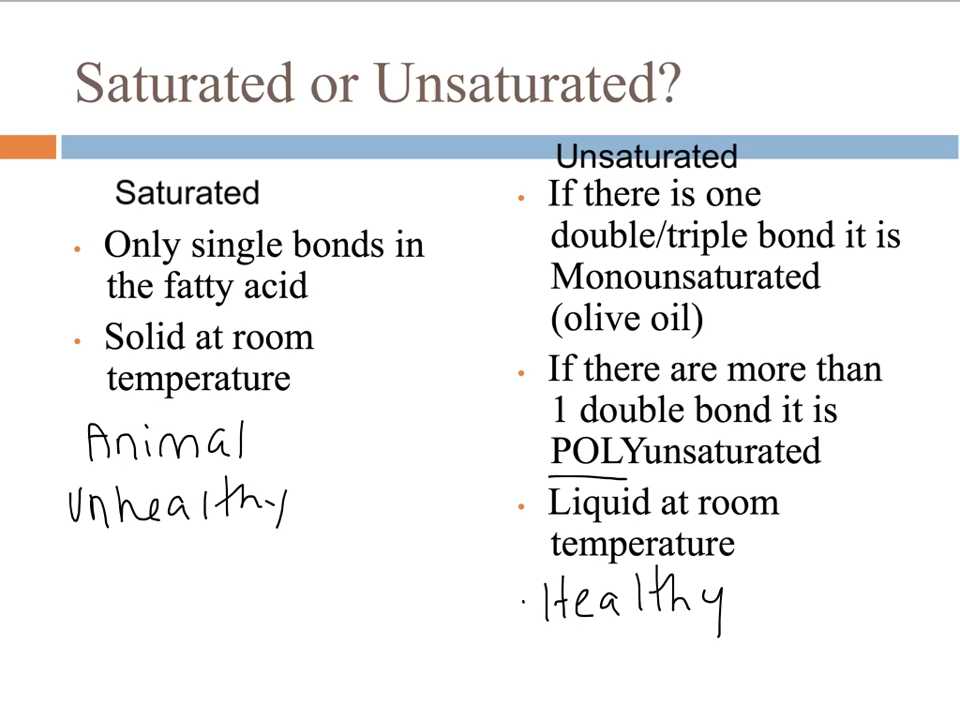 Saturated or Unsaturated?
Saturated
• Only single bonds in
the fatty acid
• Solid at room
temperature
Animal
Unhealthy
Unsaturated
• If there is one
double/triple bond it is
Monounsaturated
(olive oil)
• If there are more than
1 double bond it is
POLYunsaturated
• Liquid at room
temperature
· Healthy